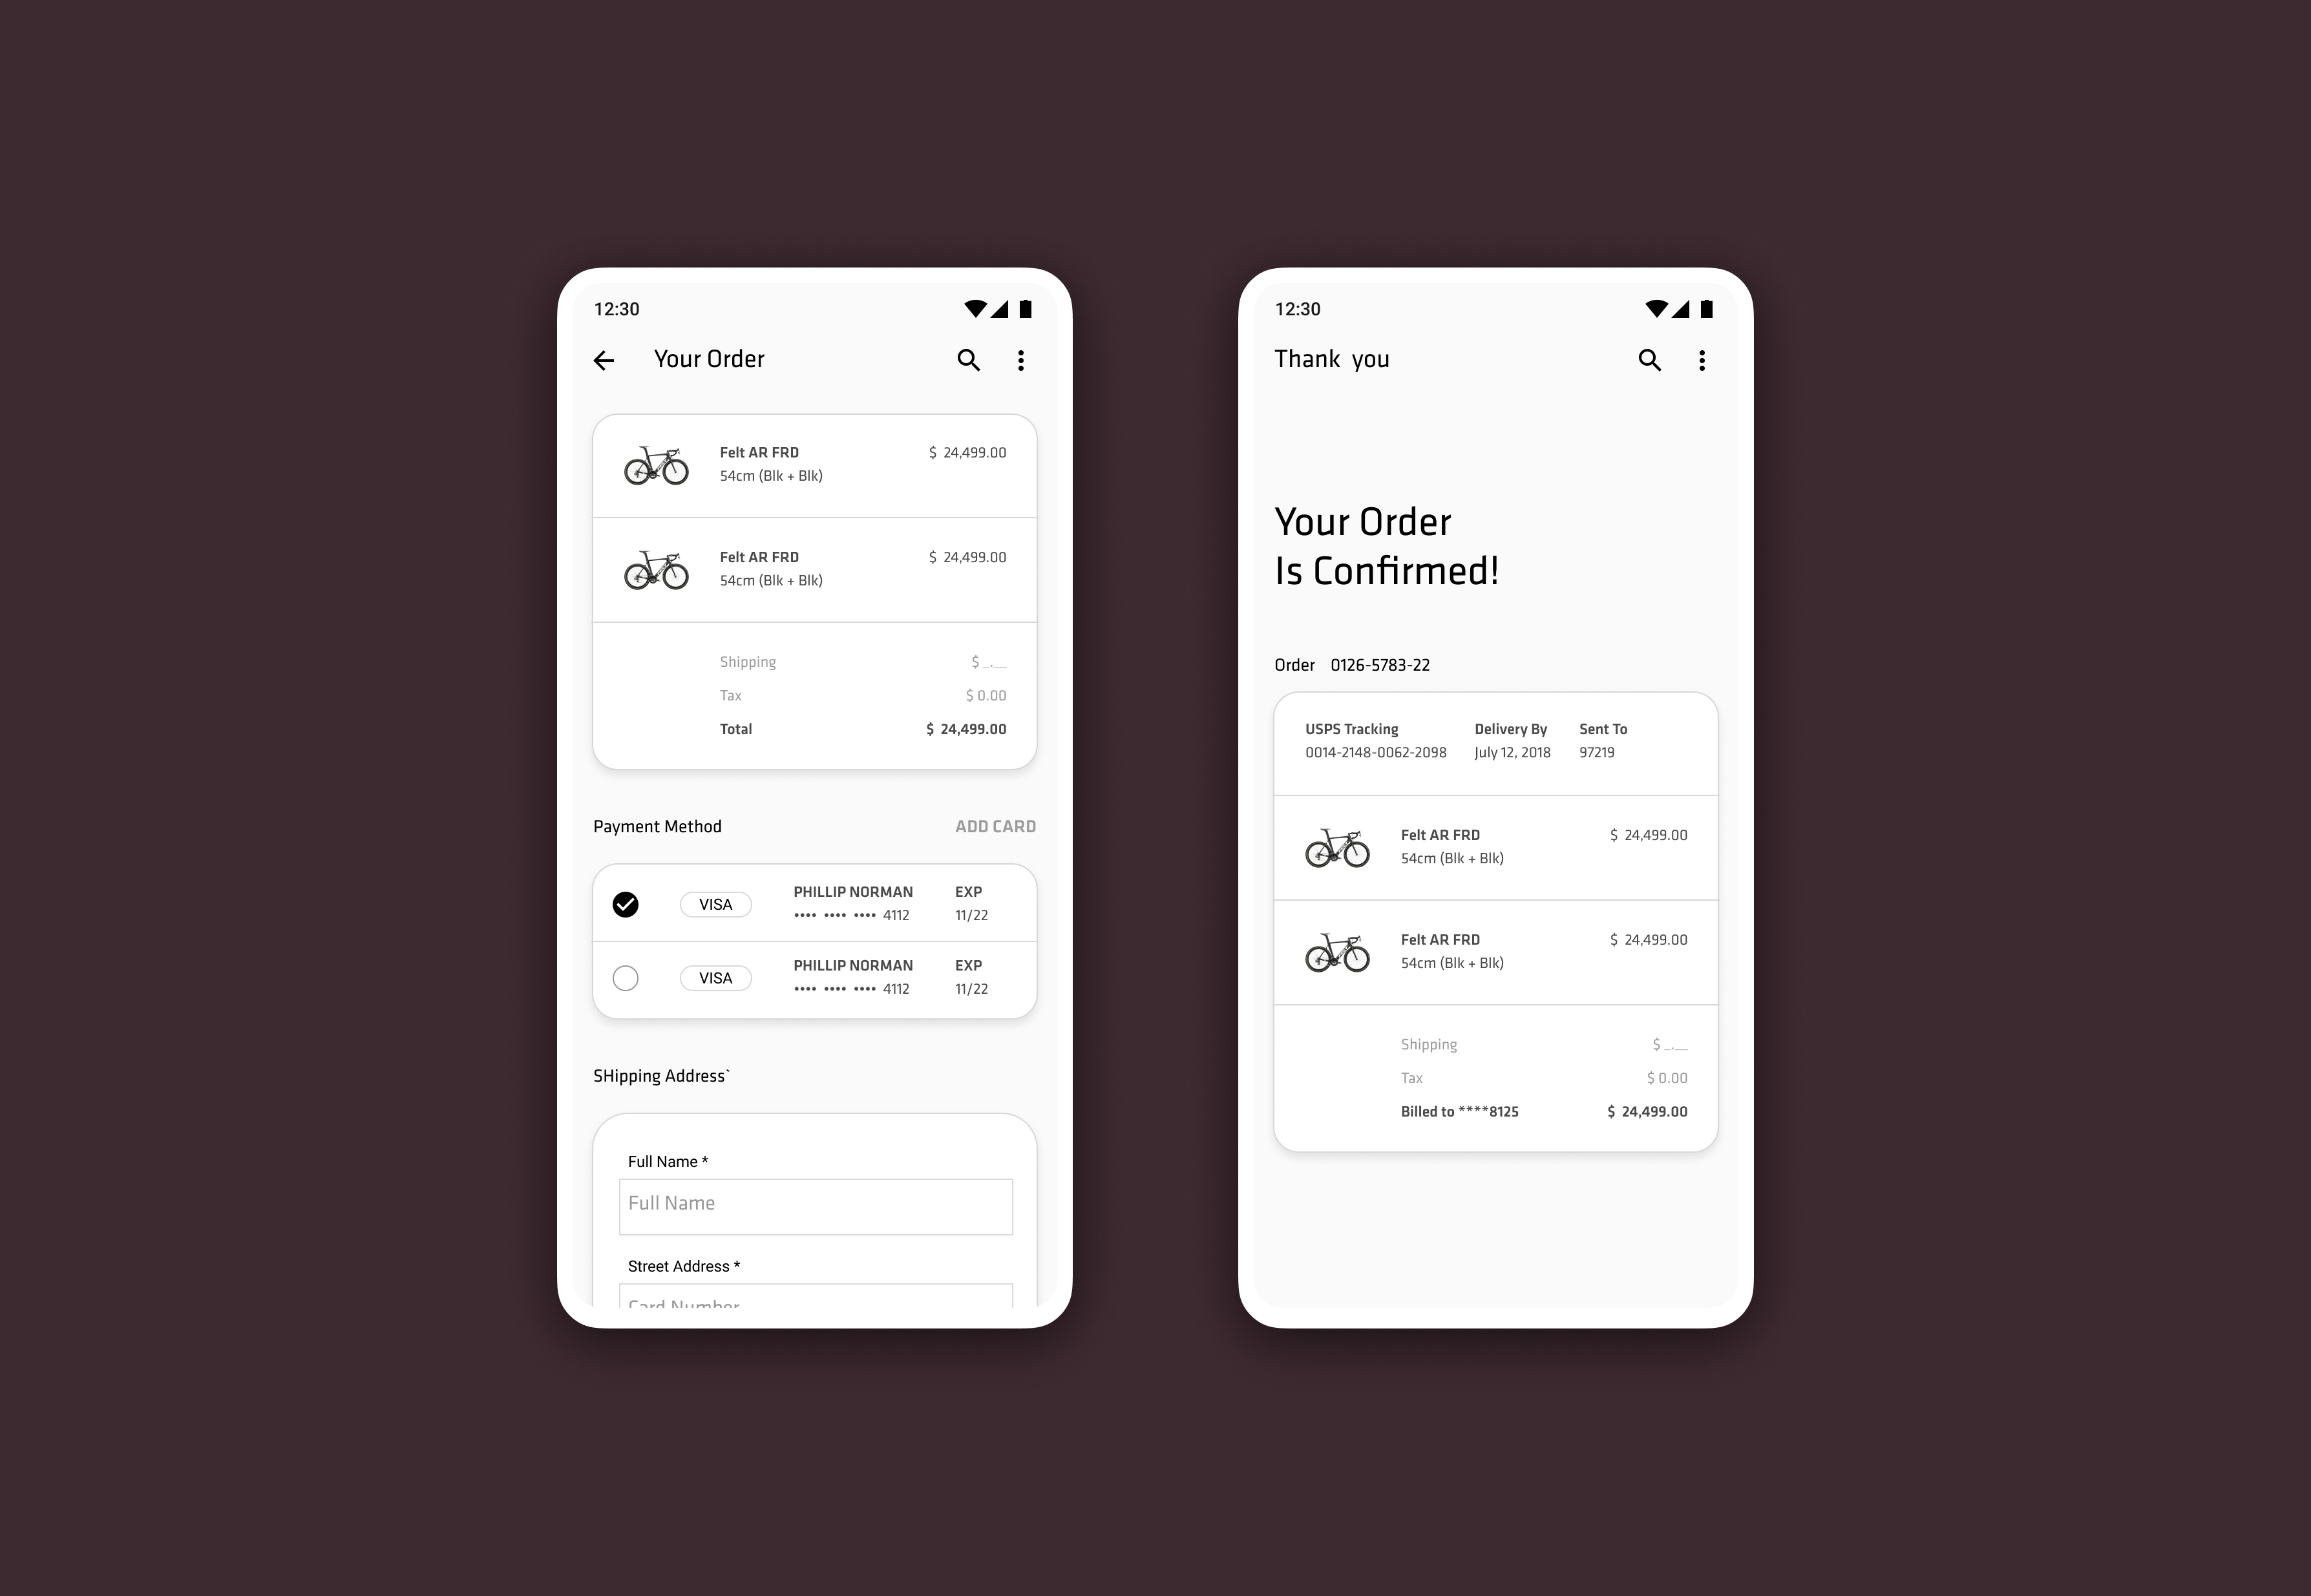 12:30
Your Order
Felt AR FRD $ 24,499.00
54cm (Blk + Blk)
Felt AR FRD $ 24,499.00
54cm (Blk + Blk)
Shipping $ _.__
Tax $ 0.00
Total $ 24,499.00
Payment Method ADD CARD
VISA PHILLIP NORMAN EXP
•••• •••• •••• 4112 11/22
VISA PHILLIP NORMAN EXP
•••• •••• •••• 4112 11/22
SHipping Address`
Full Name *
Full Name
Street Address *
Card Number
12:30
Thank you
Your Order
Is Confirmed!
Order 0126-5783-22
USPS Tracking Delivery By Sent To
0014-2148-0062-2098 July 12, 2018 97219
Felt AR FRD $ 24,499.00
54cm (Blk + Blk)
Felt AR FRD $ 24,499.00
54cm (Blk + Blk)
Shipping $ _.__
Tax $ 0.00
Billed to ****8125 $ 24,499.00